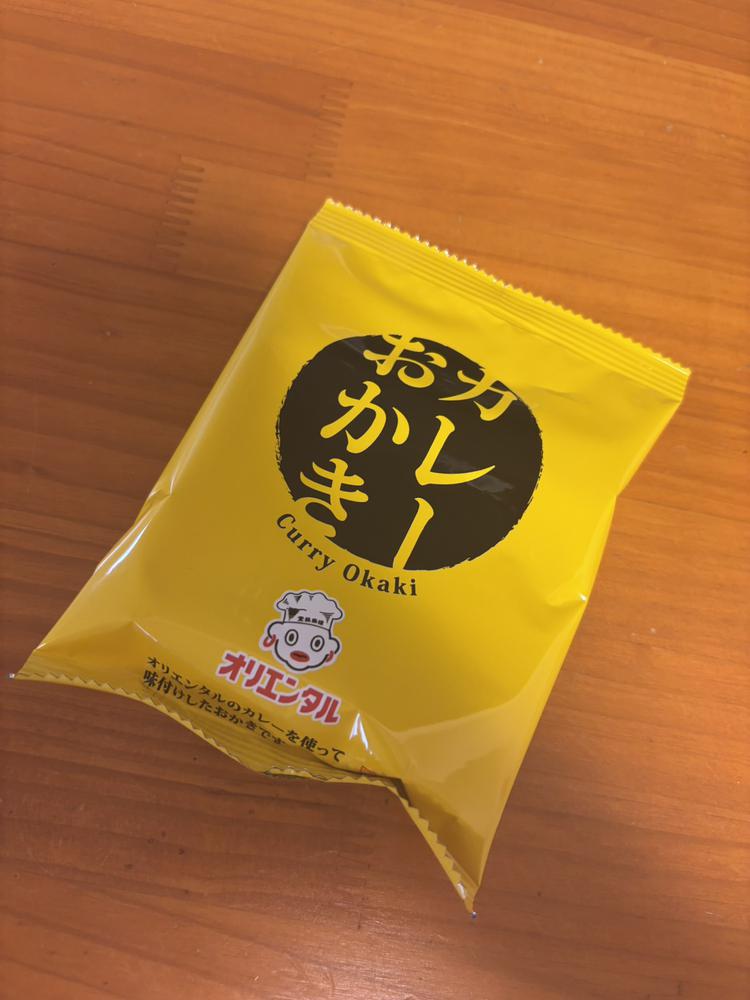 カレー
おかき
Curry Okaki
オリエンタル
オリエンタルのカレーを使って
味付けしたおかきです